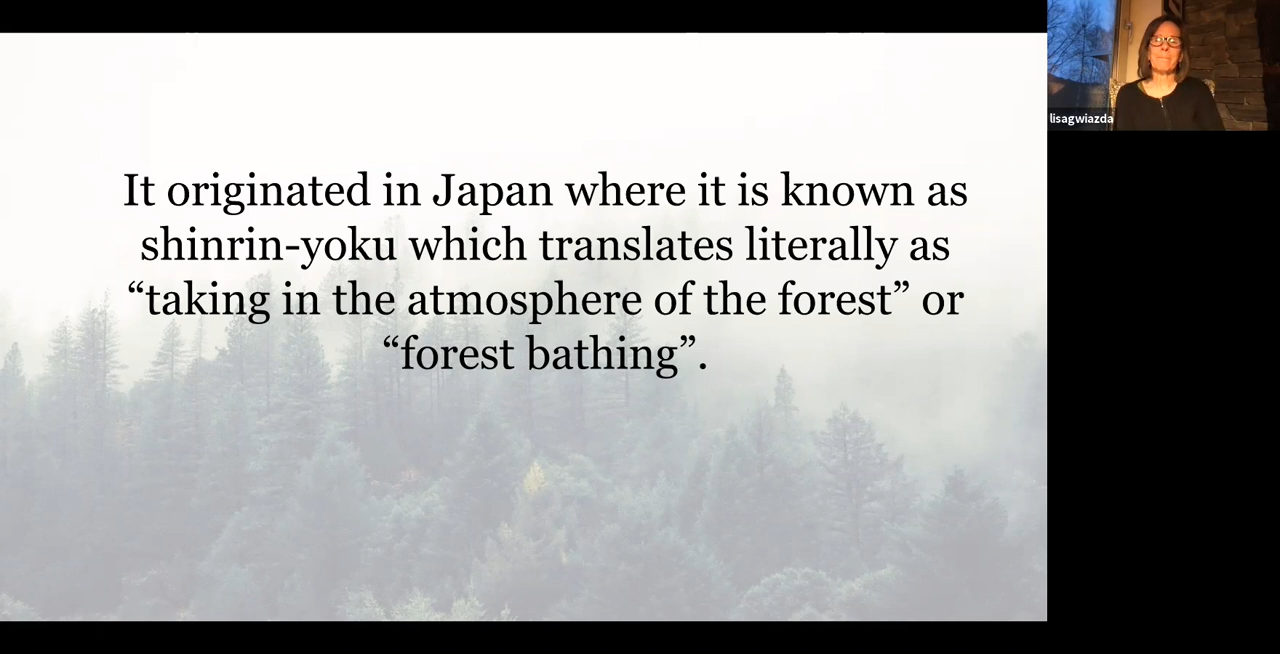 It originated in Japan where it is known as
shinrin-yoku which translates literally as
“taking in the atmosphere of the forest” or
“forest bathing”.
lisagwiazda